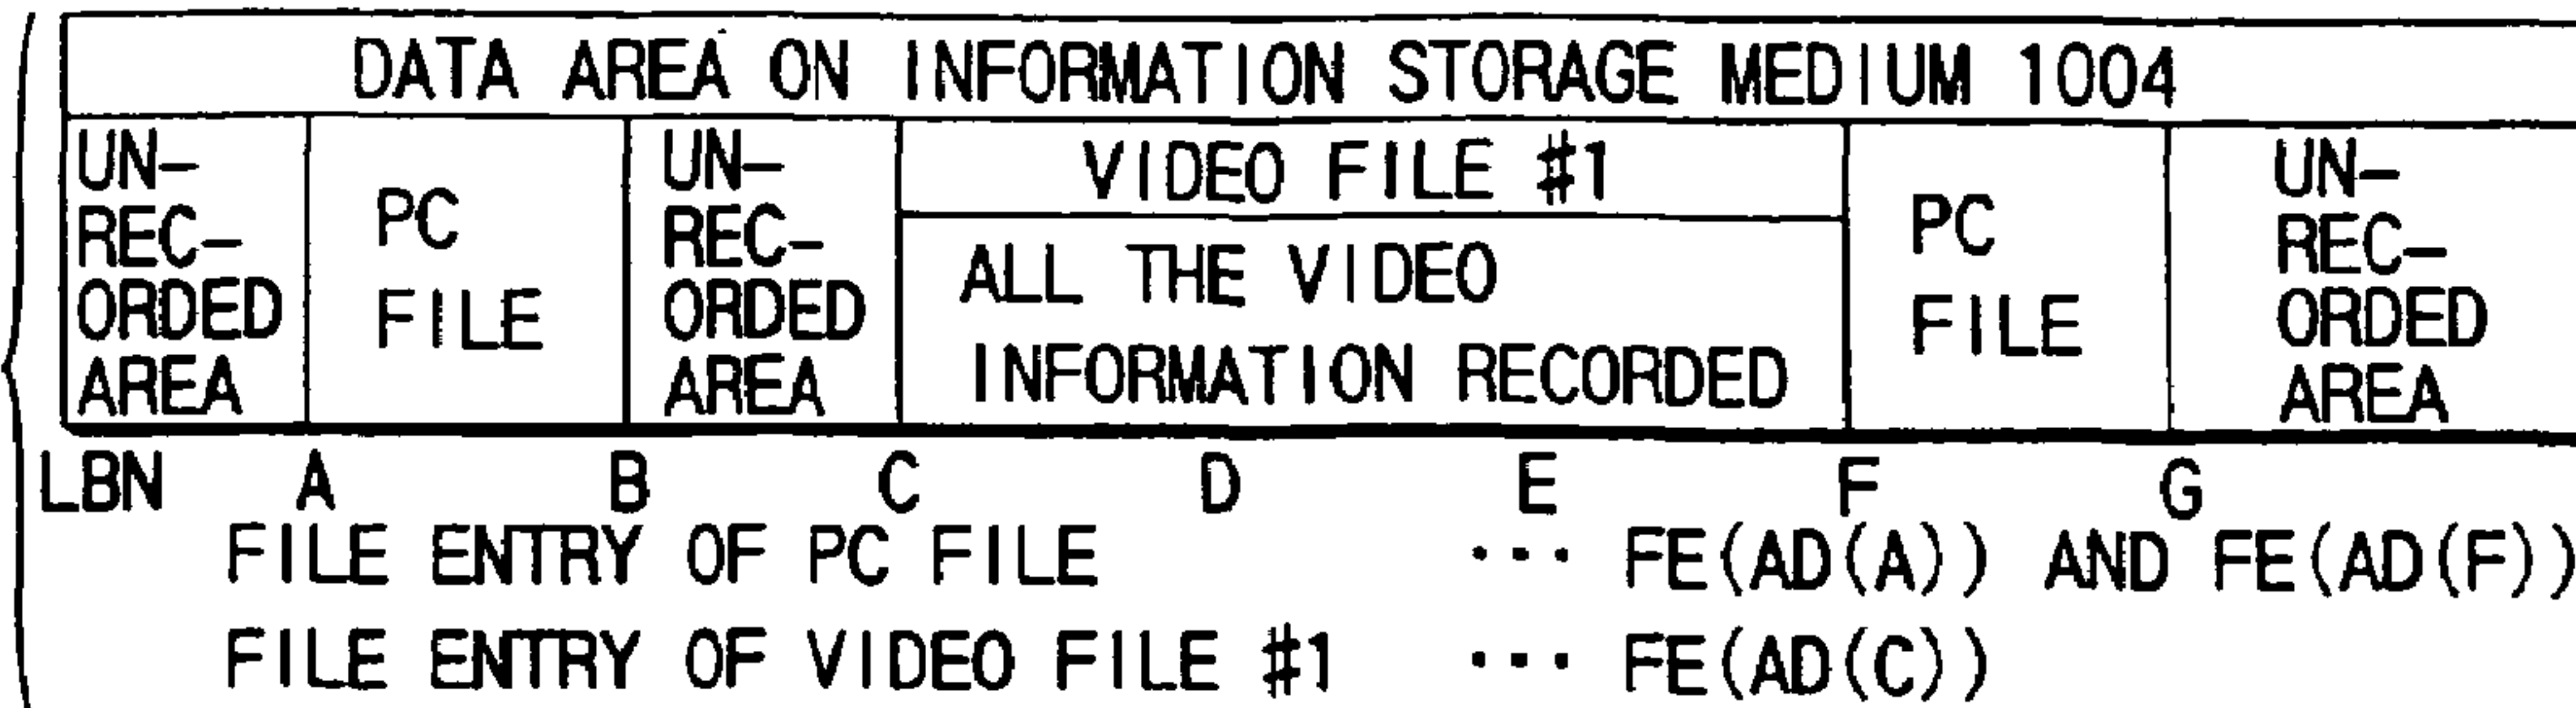 DATA AREA ON INFORMATION STORAGE MEDIUM 1004
UN-
REC-
ORDED
AREA
PC
FILE
UN-
REC-
ORDED
AREA
VIDEO FILE #1
ALL THE VIDEO
INFORMATION RECORDED
PC
FILE
UN-
REC-
ORDED
AREA
LBN A B C D E F G
FILE ENTRY OF PC FILE ... FE(AD(A)) AND FE(AD(F))
FILE ENTRY OF VIDEO FILE #1 ... FE(AD(C))